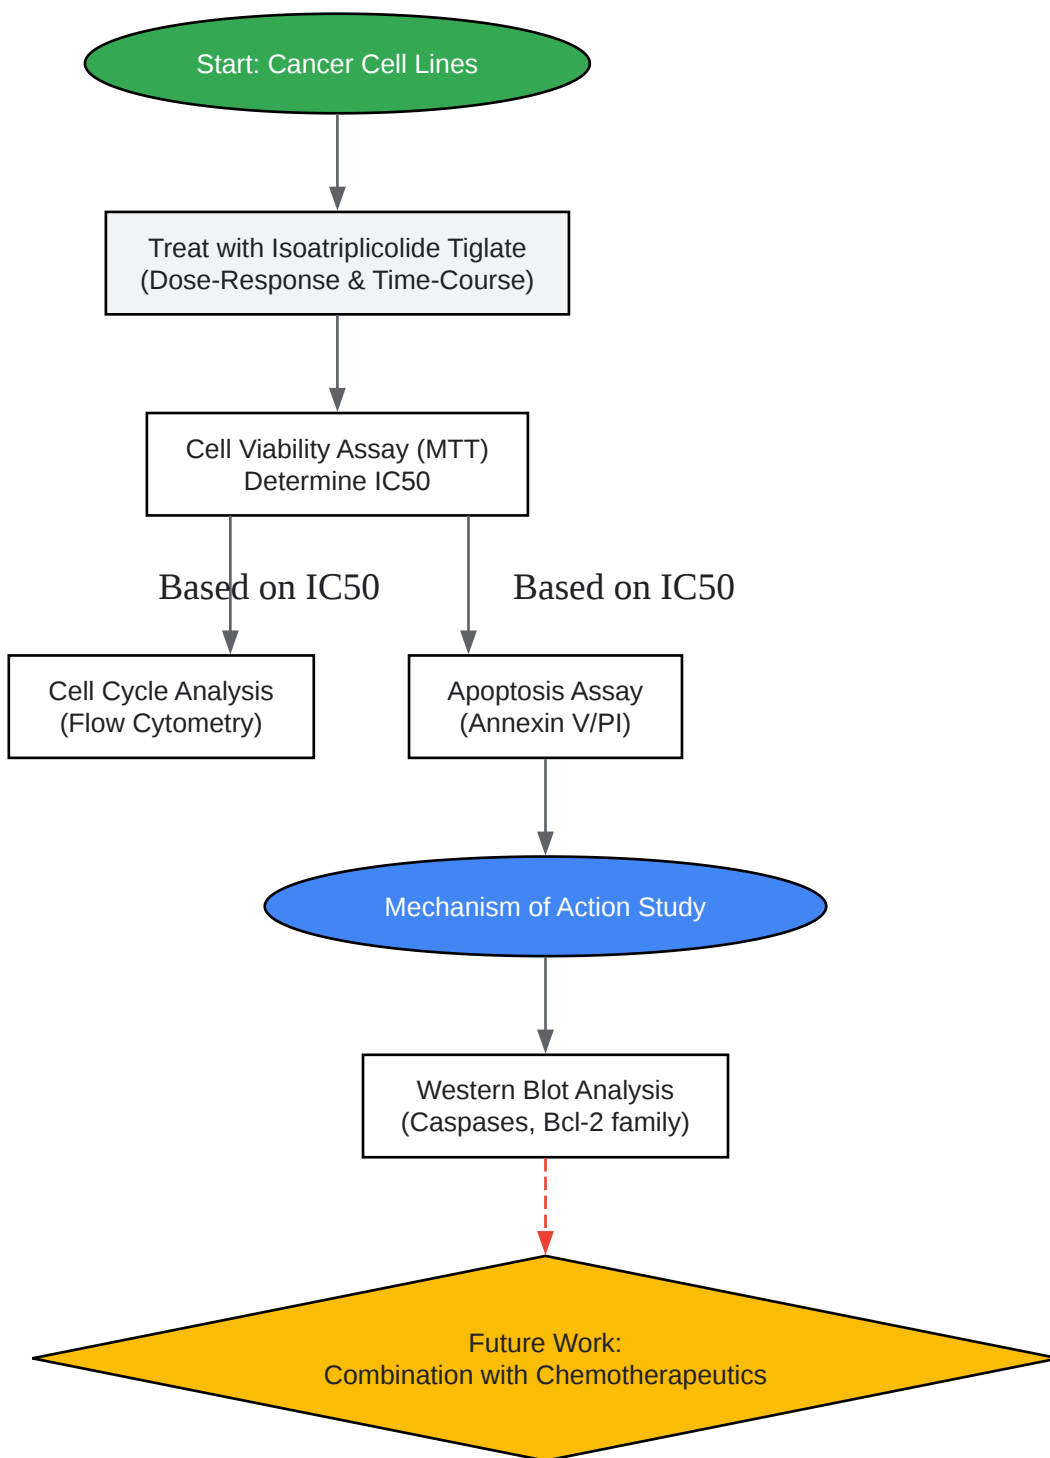 Start: Cancer Cell Lines
Treat with Isoatriplicolide Tiglate
(Dose-Response & Time-Course)
Cell Viability Assay (MTT)
Determine IC50
Based on IC50
Based on IC50
Cell Cycle Analysis
(Flow Cytometry)
Apoptosis Assay
(Annexin V/PI)
Mechanism of Action Study
Western Blot Analysis
(Caspases, Bcl-2 family)
Future Work:
Combination with Chemotherapeutics